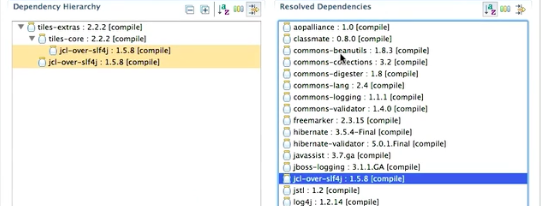 Dependency Hierarchy
tiles-extras : 2.2.2 [compile]
tiles-core : 2.2.2 [compile]
jcl-over-slf4j : 1.5.8 [compile]
jcl-over-slf4j : 1.5.8 [compile]
Resolved Dependencies
aopalliance : 1.0 [compile]
classmate : 0.8.0 [compile]
commons-beanutils : 1.8.3 [compile]
commons-collections : 3.2 [compile]
commons-digester : 1.8 [compile]
commons-lang : 2.4 [compile]
commons-logging : 1.1.1 [compile]
commons-validator : 1.4.0 [compile]
freemarker : 2.3.15 [compile]
hibernate : 3.5.4-Final [compile]
hibernate-validator : 5.0.1.Final [compile]
javassist : 3.7.ga [compile]
jboss-logging : 3.1.1.GA [compile]
jcl-over-slf4j : 1.5.8 [compile]
jstl : 1.2 [compile]
log4j : 1.2.14 [compile]